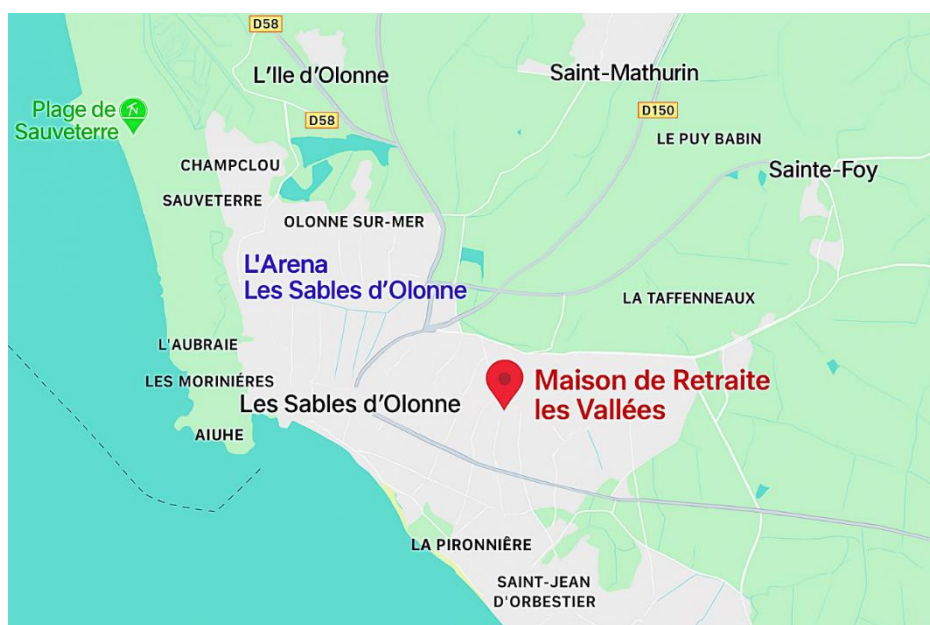 D58
L'Ile d'Olonne
Saint-Mathurin
Plage de
Sauveterre
D58
D150
LE PUY BABIN
CHAMPCLOU
Sainte-Foy
SAUVETERRE
OLONNE SUR-MER
L'Arena
Les Sables d'Olonne
LA TAFFENNEAUX
L'AUBRAIE
LES MORINIÉRES
Maison de Retraite
les Vallées
Les Sables d'Olonne
AIUHE
LA PIRONNIÈRE
SAINT-JEAN
D'ORBESTIER